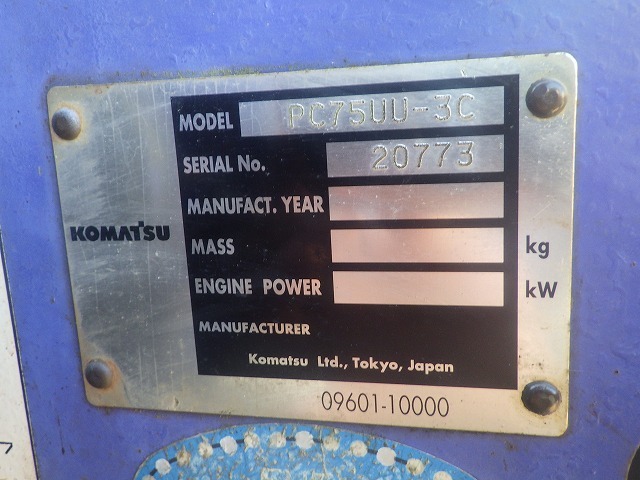 MODEL PC75UU-3C
SERIAL No. 20773
MANUFACT. YEAR
KOMATSU
MASS kg
ENGINE POWER kW
MANUFACTURER
Komatsu Ltd., Tokyo, Japan
09601-10000